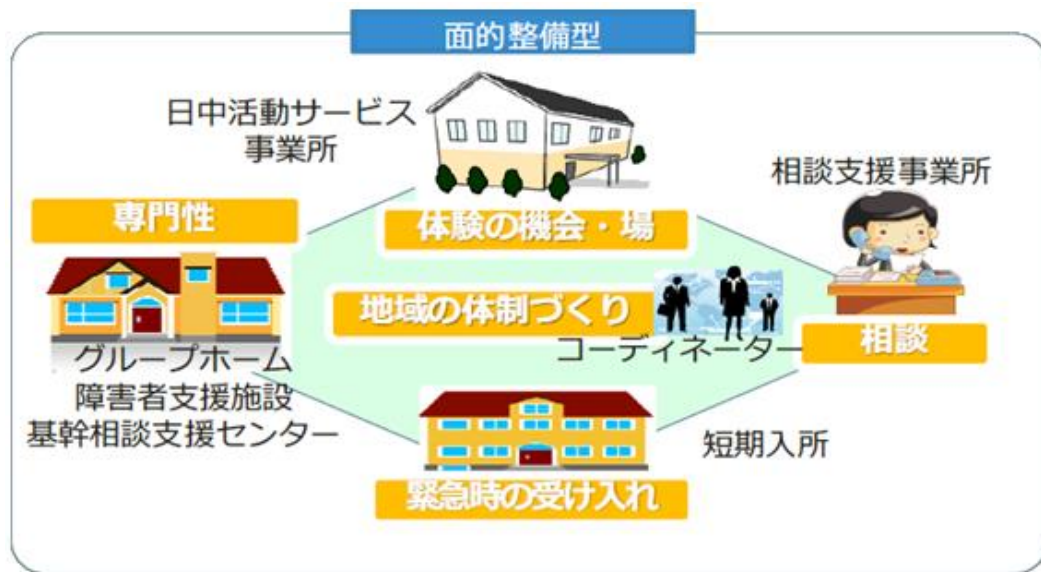 面的整備型
日中活動サービス
事業所
体験の機会・場
相談支援事業所
専門性
地域の体制づくり
コーディネーター
相談
グループホーム
障害者支援施設
基幹相談支援センター
短期入所
緊急時の受け入れ